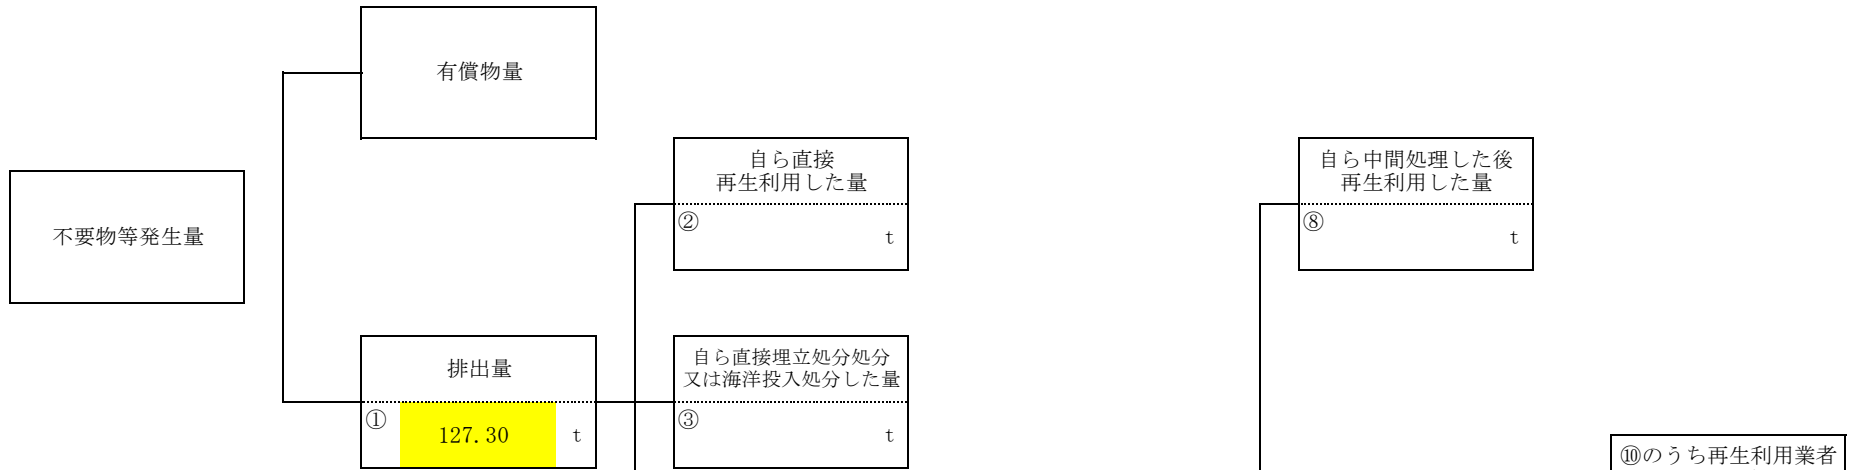 有償物量
自ら直接
再生利用した量
②
t
自ら中間処理した後
再生利用した量
⑧
t
不要物等発生量
排出量
①
127.30
t
自ら直接埋立処分処分
又は海洋投入処分した量
③
t
⑩のうち再生利用業者